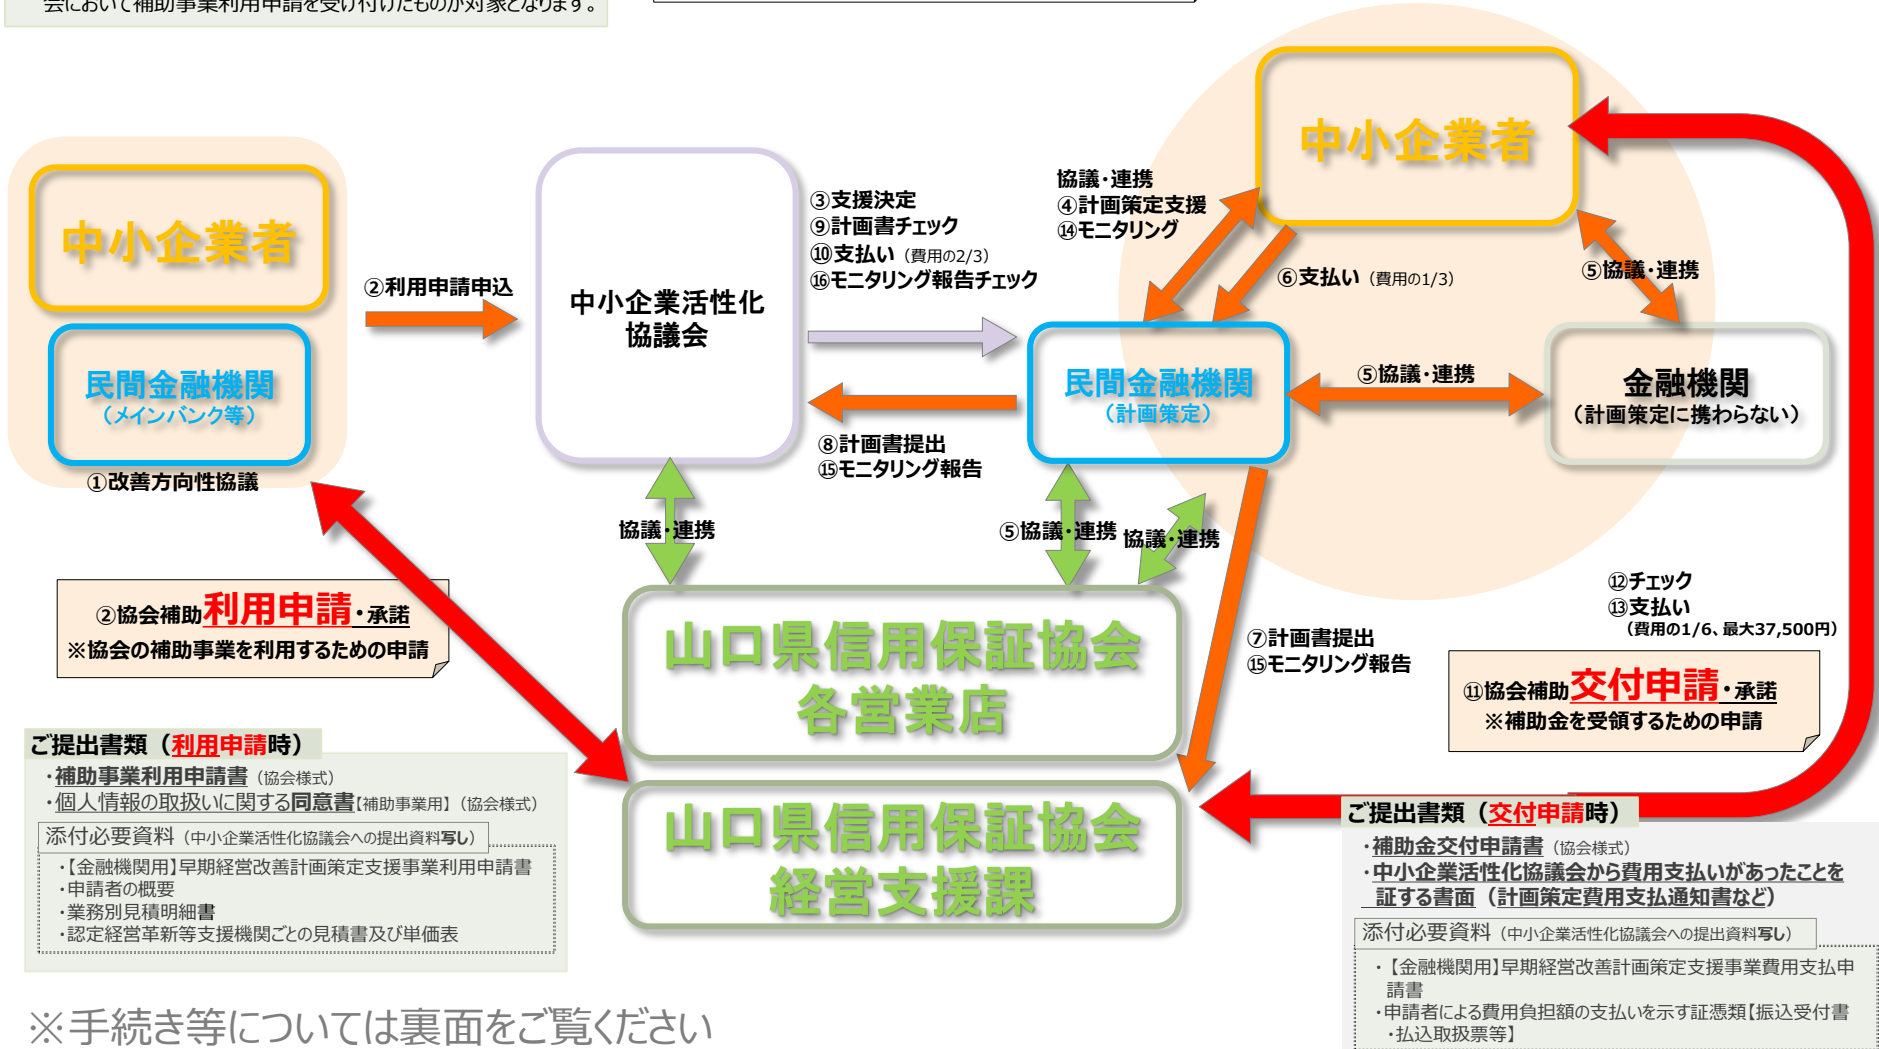 会において補助事業利用申請を受け付けたものが対象となります。
中小企業者
民間金融機関
（メインバンク等）
①改善方向性協議
②利用申請申込
中小企業活性化
協議会
③支援決定
⑨計画書チェック
⑩支払い（費用の2/3）
⑯モニタリング報告チェック
⑧計画書提出
⑮モニタリング報告
協議・連携
④計画策定支援
⑭モニタリング
中小企業者
⑥支払い（費用の1/3）
⑤協議・連携
民間金融機関
（計画策定）
⑤協議・連携
金融機関
（計画策定に携わらない）
協議・連携
⑤協議・連携
協議・連携
②協会補助利用申請・承諾
※協会の補助事業を利用するための申請
山口県信用保証協会
各営業店
山口県信用保証協会
経営支援課
⑦計画書提出
⑮モニタリング報告
⑫チェック
⑬支払い
（費用の1/6、最大37,500円）
⑪協会補助交付申請・承諾
※補助金を受領するための申請
ご提出書類（利用申請時）
・補助事業利用申請書（協会様式）
・個人情報の取扱いに関する同意書【補助事業用】（協会様式）
添付必要資料（中小企業活性化協議会への提出資料写し）
・【金融機関用】早期経営改善計画策定支援事業利用申請書
・申請者の概要
・業務別見積明細書
・認定経営革新等支援機関ごとの見積書及び単価表
ご提出書類（交付申請時）
・補助金交付申請書（協会様式）
・中小企業活性化協議会から費用支払いがあったことを
証する書面（計画策定費用支払通知書など）
添付必要資料（中小企業活性化協議会への提出資料写し）
・【金融機関用】早期経営改善計画策定支援事業費用支払申
請書
・申請者による費用負担額の支払いを示す証憑類【振込受付書
・払込取扱票等】
※手続き等については裏面をご覧ください